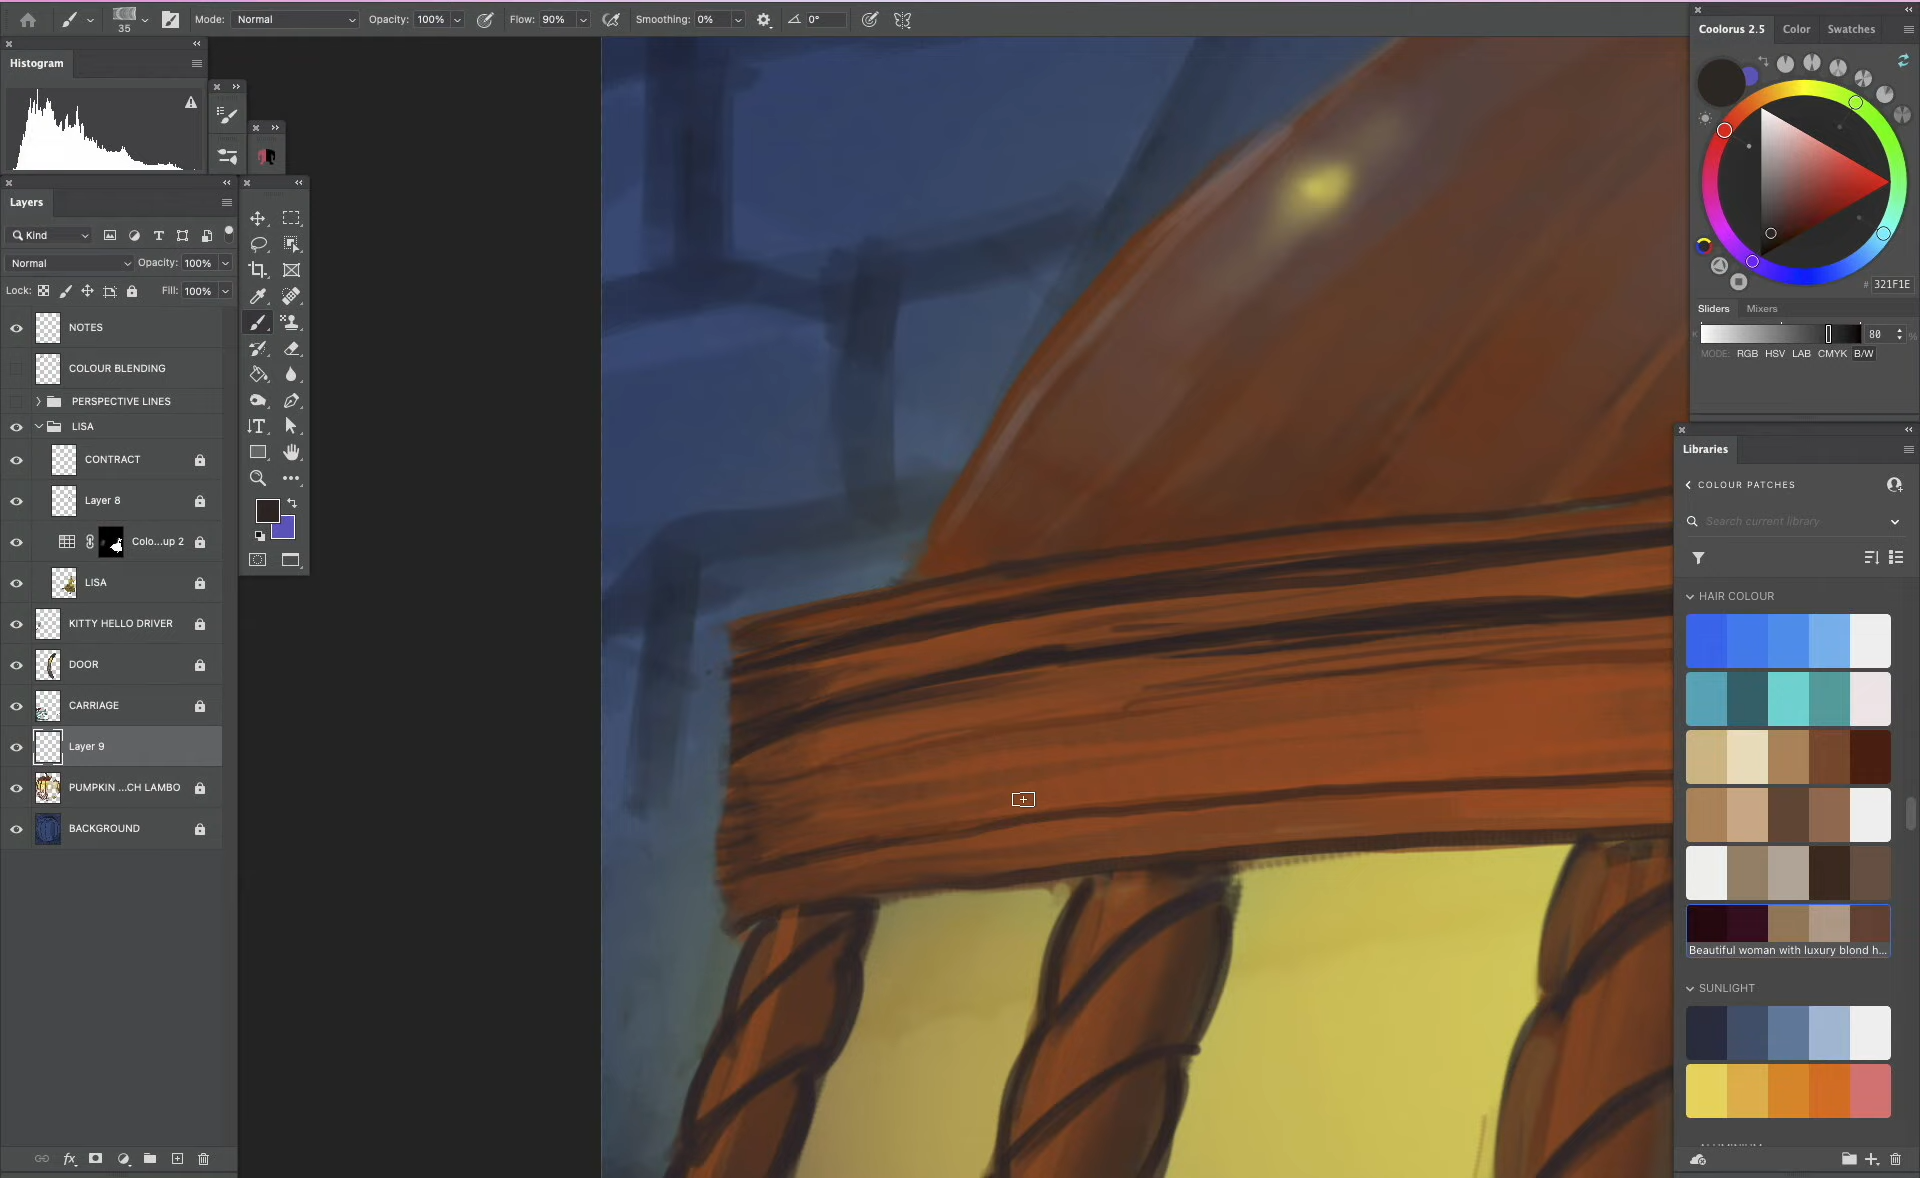 Mode: Normal Opacity: 100% Flow: 90% Smoothing: 0% 0°
35
Histogram
Layers
Kind
Normal Opacity: 100%
Lock: Fill: 100%
NOTES
COLOUR BLENDING
PERSPECTIVE LINES
LISA
CONTRACT
Layer 8
Colo...up 2
LISA
KITTY HELLO DRIVER
DOOR
CARRIAGE
Layer 9
PUMPKIN ...CH LAMBO
BACKGROUND
fx
Coolorus 2.5 Color Swatches
# 321F1E
Sliders Mixers
K 80 %
MODE: RGB HSV LAB CMYK B/W
Libraries
COLOUR PATCHES
Search current library
HAIR COLOUR
Beautiful woman with luxury blond h...
SUNLIGHT